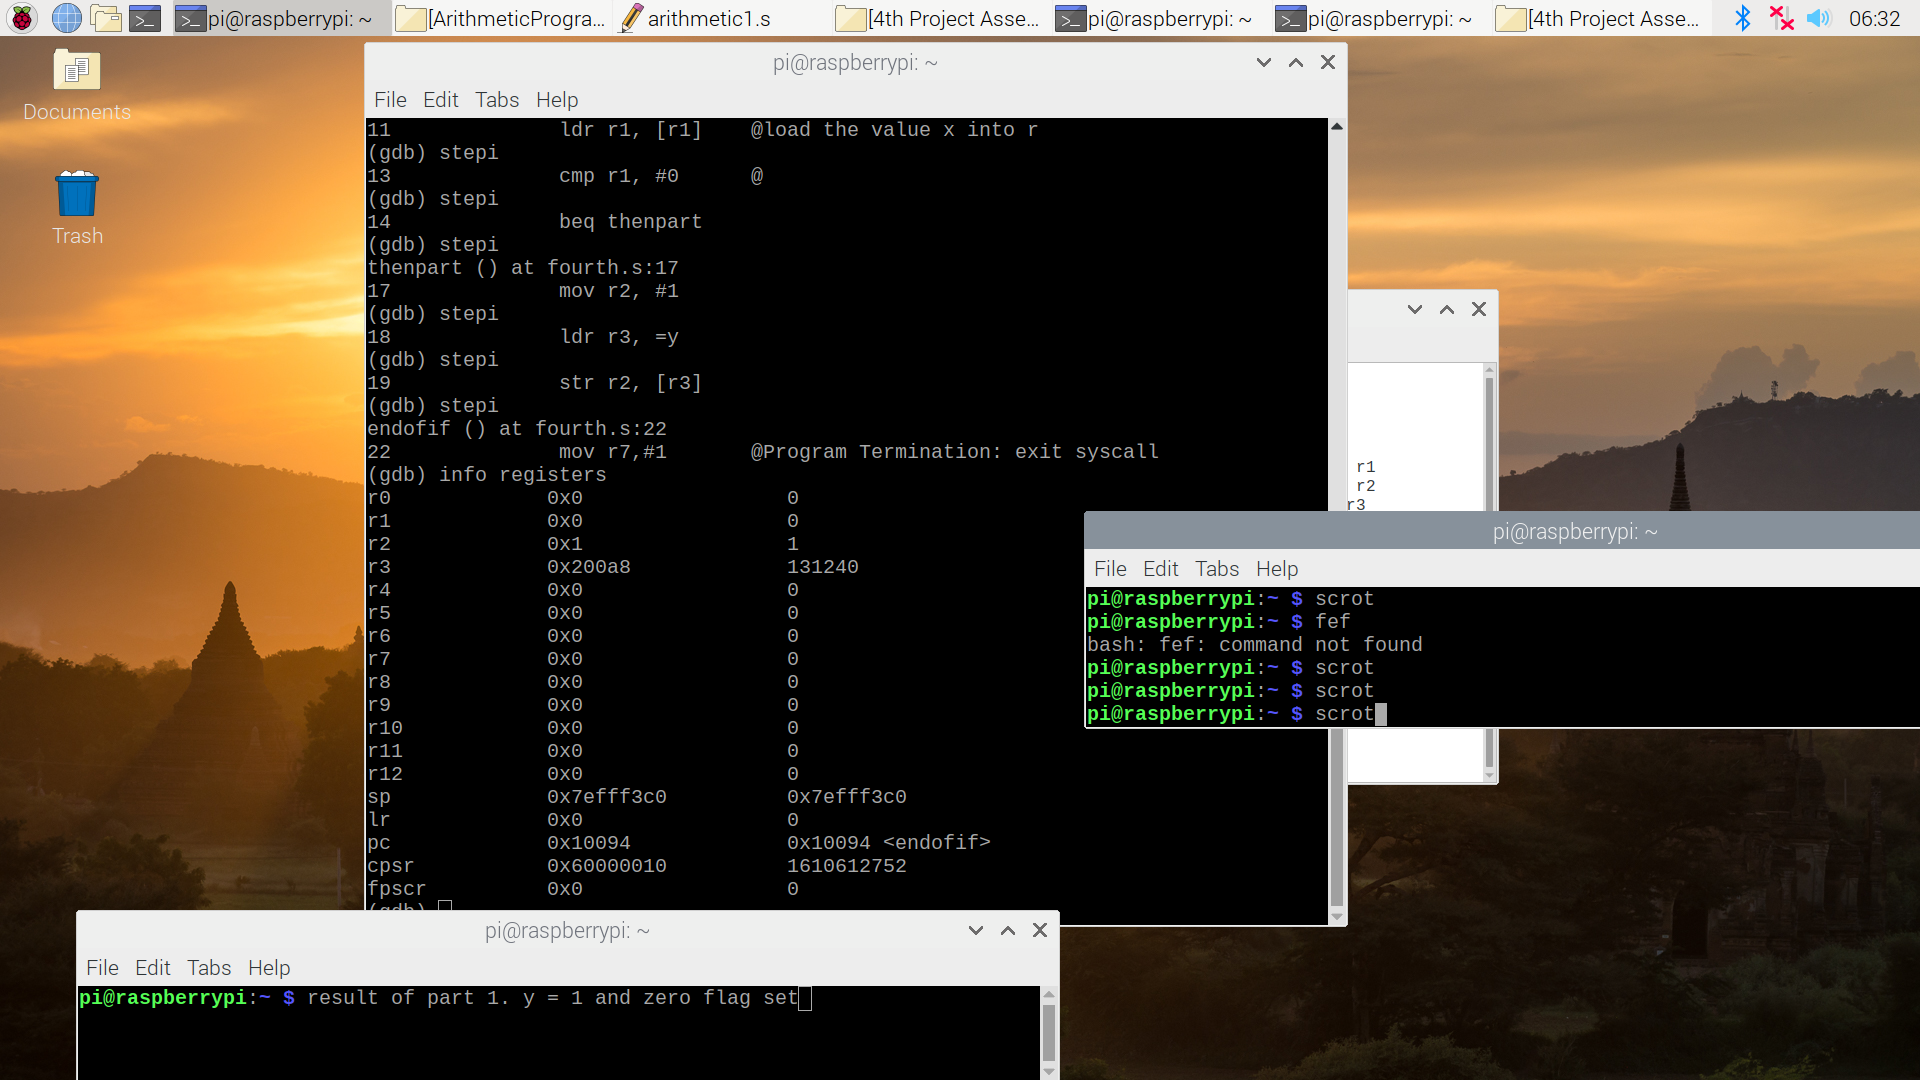 pi@raspberrypi: ~
[ArithmeticProgra...
arithmetic1.s
[4th Project Asse...
pi@raspberrypi: ~
pi@raspberrypi: ~
[4th Project Asse...
06:32
Documents
Trash
pi@raspberrypi: ~
File Edit Tabs Help
11 ldr r1, [r1] @load the value x into r
(gdb) stepi
13 cmp r1, #0 @
(gdb) stepi
14 beq thenpart
(gdb) stepi
thenpart () at fourth.s:17
17 mov r2, #1
(gdb) stepi
18 ldr r3, =y
(gdb) stepi
19 str r2, [r3]
(gdb) stepi
endofif () at fourth.s:22
22 mov r7,#1 @Program Termination: exit syscall
(gdb) info registers
r0 0x0 0
r1 0x0 0
r2 0x1 1
r3 0x200a8 131240
r4 0x0 0
r5 0x0 0
r6 0x0 0
r7 0x0 0
r8 0x0 0
r9 0x0 0
r10 0x0 0
r11 0x0 0
r12 0x0 0
sp 0x7efff3c0 0x7efff3c0
lr 0x0 0
pc 0x10094 0x10094 <endofif>
cpsr 0x60000010 1610612752
fpscr 0x0 0
(gdb)
r1
r2
r3
pi@raspberrypi: ~
File Edit Tabs Help
pi@raspberrypi:~ $ scrot
pi@raspberrypi:~ $ fef
bash: fef: command not found
pi@raspberrypi:~ $ scrot
pi@raspberrypi:~ $ scrot
pi@raspberrypi:~ $ scrot
pi@raspberrypi: ~
File Edit Tabs Help
pi@raspberrypi:~ $ result of part 1. y = 1 and zero flag set